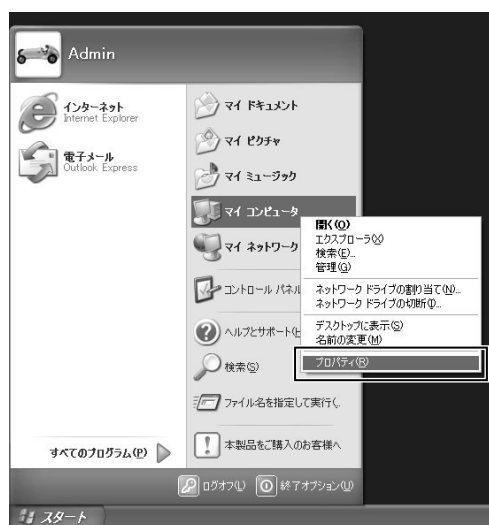 Admin
インターネット
Internet Explorer
電子メール
Outlook Express
すべてのプログラム(P)
マイ ドキュメント
マイ ピクチャ
マイ ミュージック
マイ コンピュータ
マイ ネットワーク
コントロール パネル
ヘルプとサポート(H
検索(S)
ファイル名を指定して実行(.
本製品をご購入のお客様へ
開く(O)
エクスプローラ(X)
検索(E)...
管理(G)
ネットワーク ドライブの割り当て(N)...
ネットワーク ドライブの切断(I)...
デスクトップに表示(S)
名前の変更(M)
プロパティ(R)
ログオフ(L)
終了オプション(U)
スタート